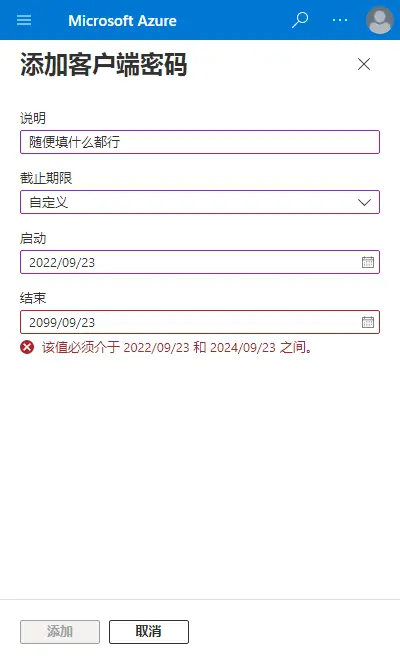 Microsoft Azure
添加客户端密码
说明
随便填什么都行
截止期限
自定义
启动
2022/09/23
结束
2099/09/23
该值必须介于 2022/09/23 和 2024/09/23 之间。
添加
取消